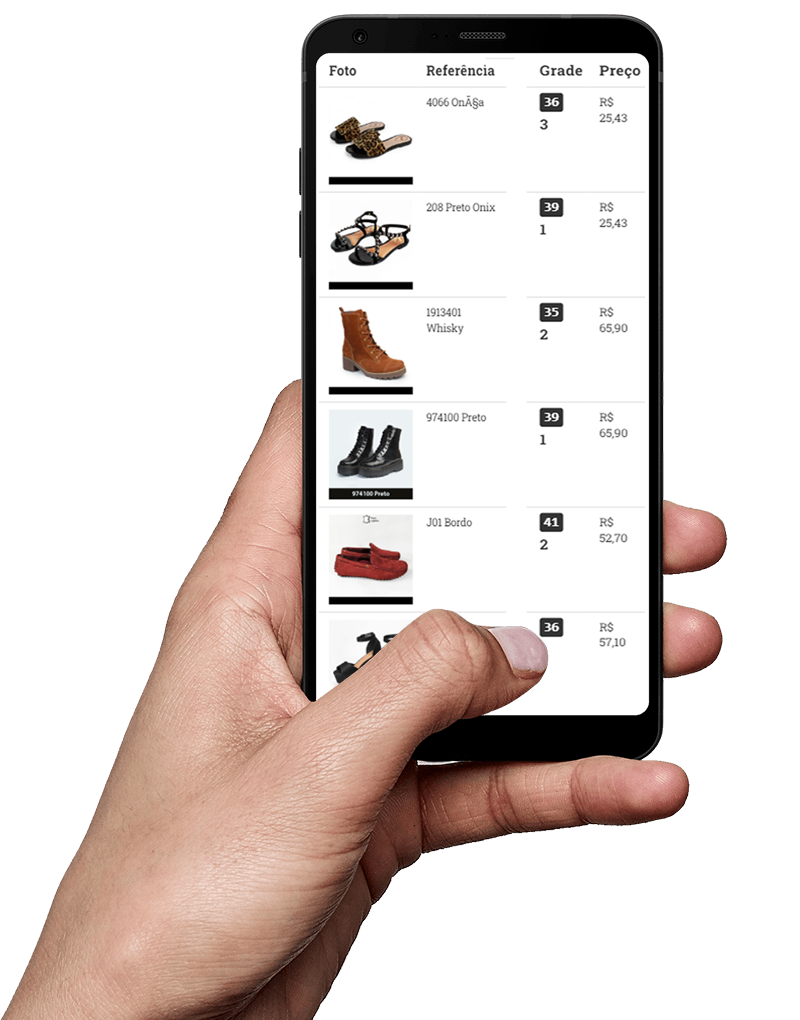 Foto Referência Grade Preço
4066 OnÃ§a 36 R$
3 25,43
208 Preto Onix 39 R$
1 25,43
1913401 35 R$
Whisky 2 65,90
974100 Preto 39 R$
1 65,90
974100 Preto
J01 Bordo 41 R$
2 52,70
36 R$
57,10